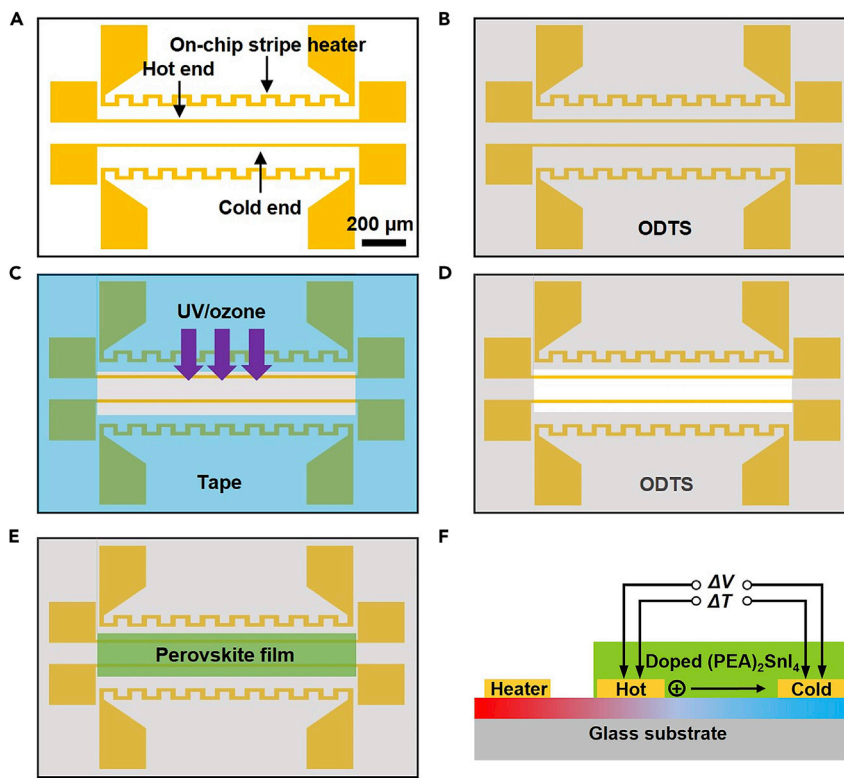 A
On-chip stripe heater
Hot end
Cold end
200 μm
B
ODTS
C
UV/ozone
Tape
D
ODTS
E
Perovskite film
F
ΔV
ΔT
Doped (PEA)₂SnI₄
Heater
Hot
⊕
Cold
Glass substrate